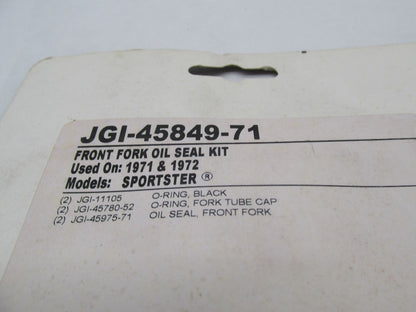 JGI-45849-71
FRONT FORK OIL SEAL KIT
Used On: 1971 & 1972
Models: SPORTSTER ®
(2) JGI-11105 O-RING, BLACK
(2) JGI-45780-52 O-RING, FORK TUBE CAP
(2) JGI-45975-71 OIL SEAL, FRONT FORK